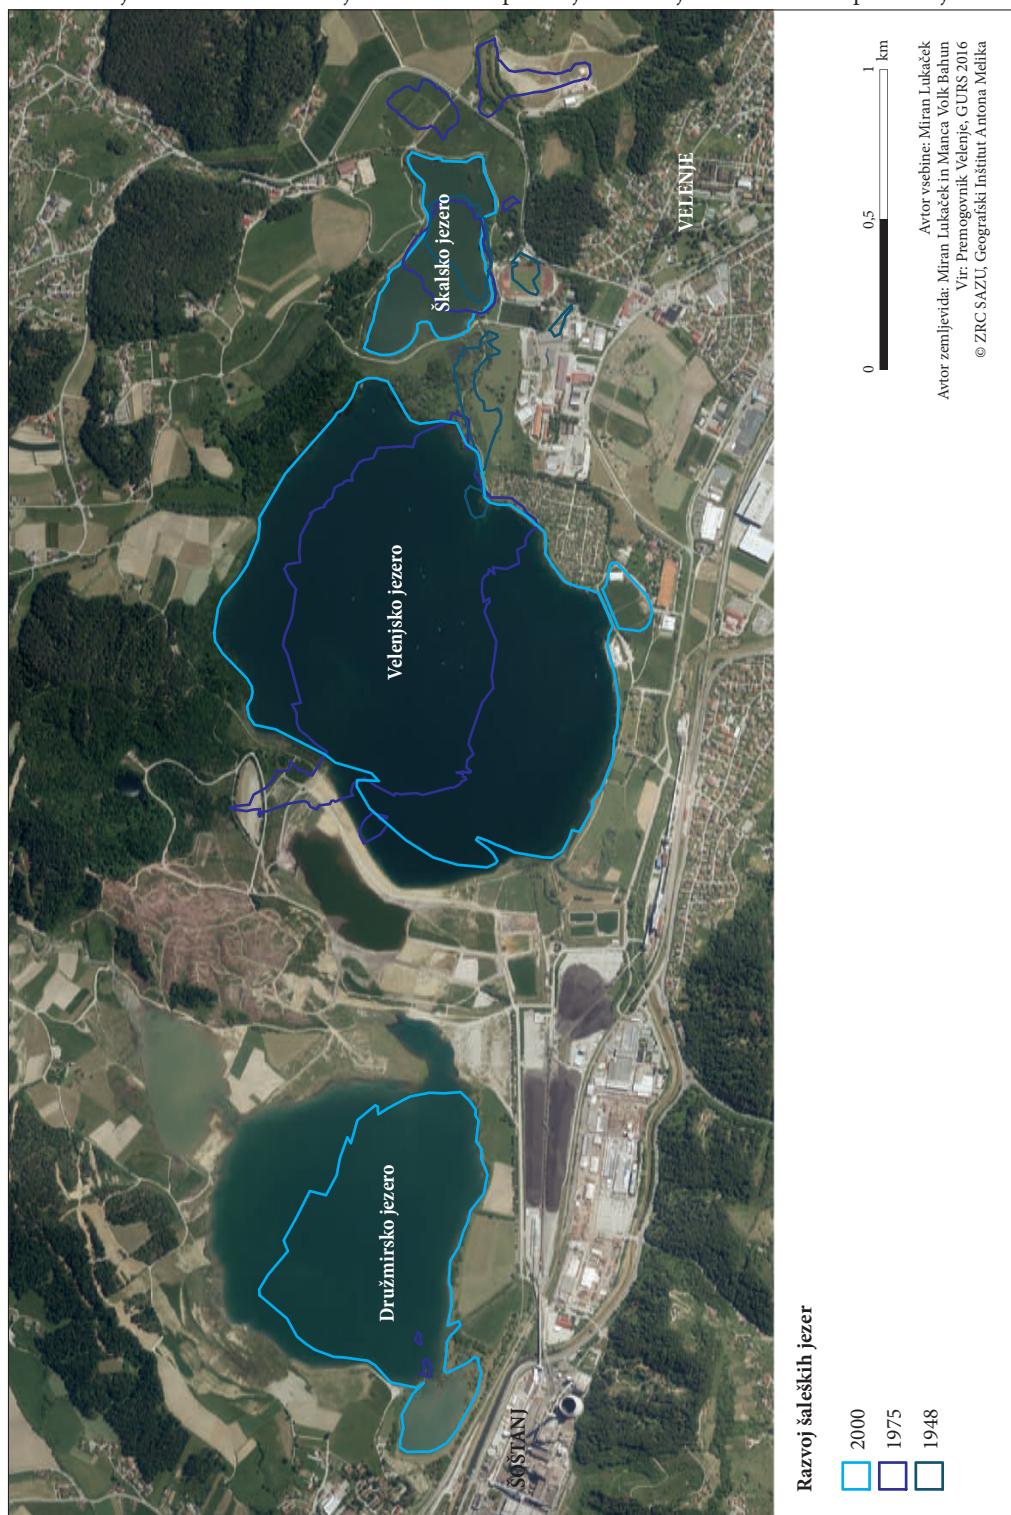 Škalsko jezero
VELENJE
Velenjsko jezero
Družmirsko jezero
ŠOŠTANJ
Razvoj šaleških jezer
2000
1975
1948
0
0,5
1
km
Avtor vsebine: Miran Lukaček
Avtor zemljevida: Miran Lukaček in Manca Volk Bahun
Vir: Premogovnik Velenje, GURS 2016
© ZRC SAZU, Geografski Inštitut Antona Melika